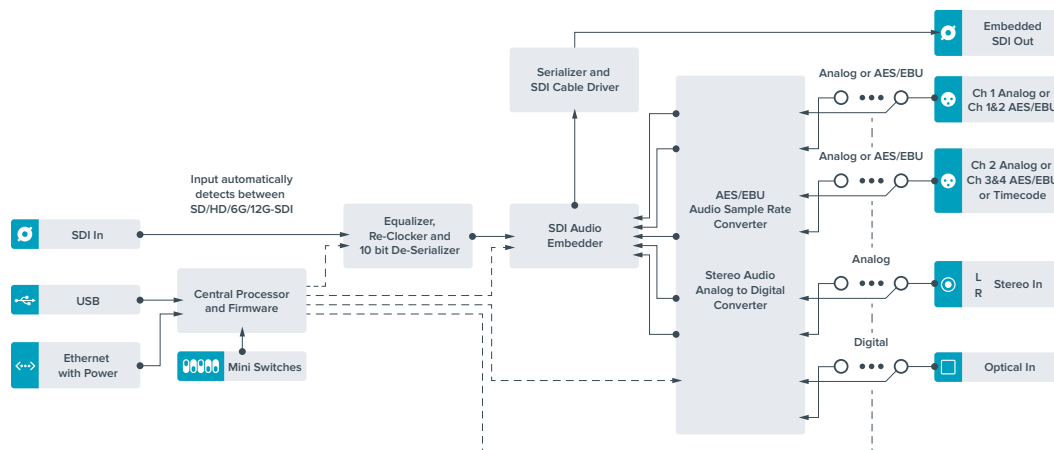 Embedded
SDI Out
Serializer and
SDI Cable Driver
Analog or AES/EBU
Ch 1 Analog or
Ch 1&2 AES/EBU
Analog or AES/EBU
Ch 2 Analog or
Ch 3&4 AES/EBU
or Timecode
Input automatically
detects between
SD/HD/6G/12G-SDI
AES/EBU
Audio Sample Rate
Converter
SDI In
Equalizer,
Re-Clocker and
10 bit De-Serializer
SDI Audio
Embedder
Analog
Stereo Audio
Analog to Digital
Converter
L
R
Stereo In
USB
Central Processor
and Firmware
Ethernet
with Power
Mini Switches
Digital
Optical In